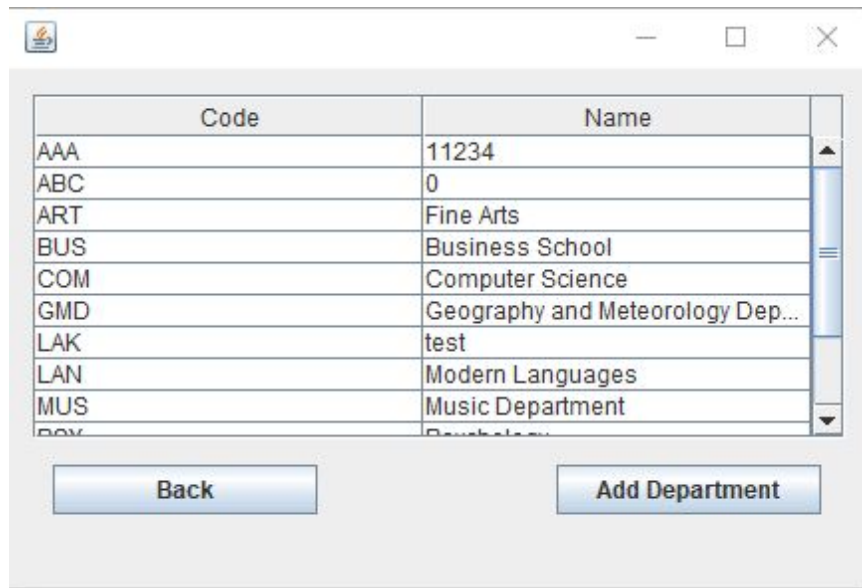 Code Name
AAA 11234
ABC 0
ART Fine Arts
BUS Business School
COM Computer Science
GMD Geography and Meteorology Dep...
LAK test
LAN Modern Languages
MUS Music Department
Back Add Department